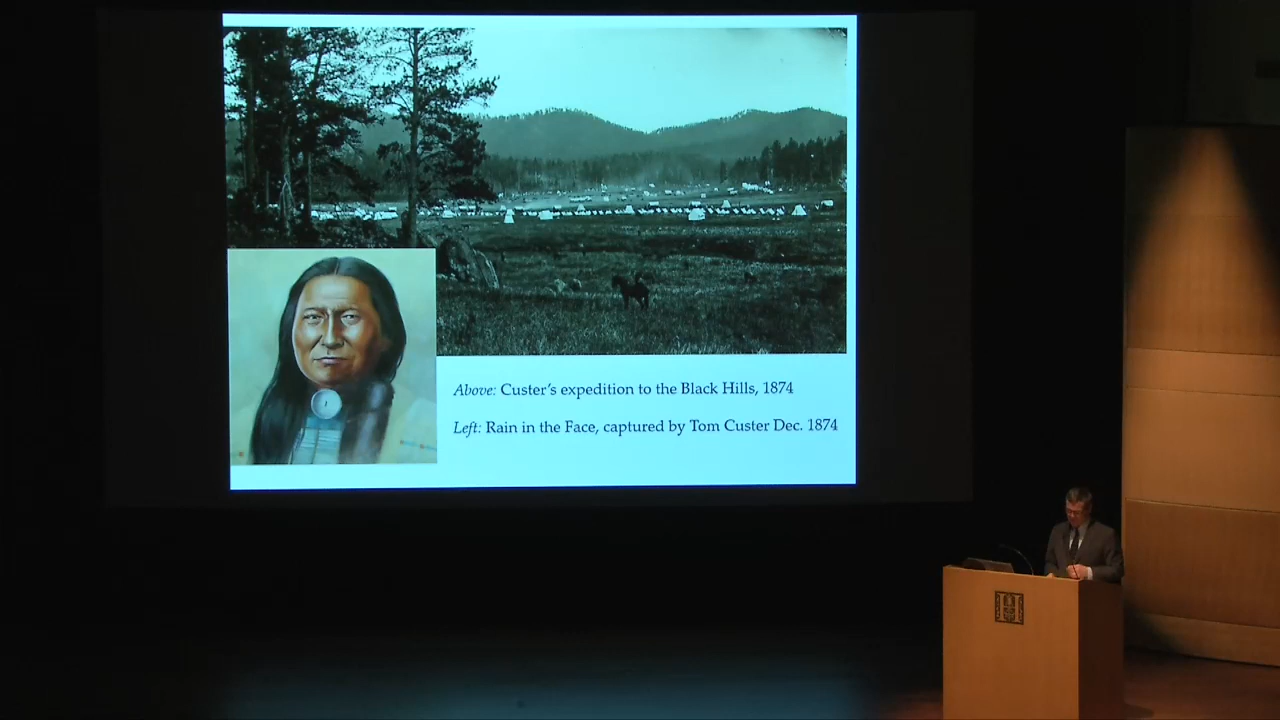 Above: Custer's expedition to the Black Hills, 1874
Left: Rain in the Face, captured by Tom Custer Dec. 1874
H